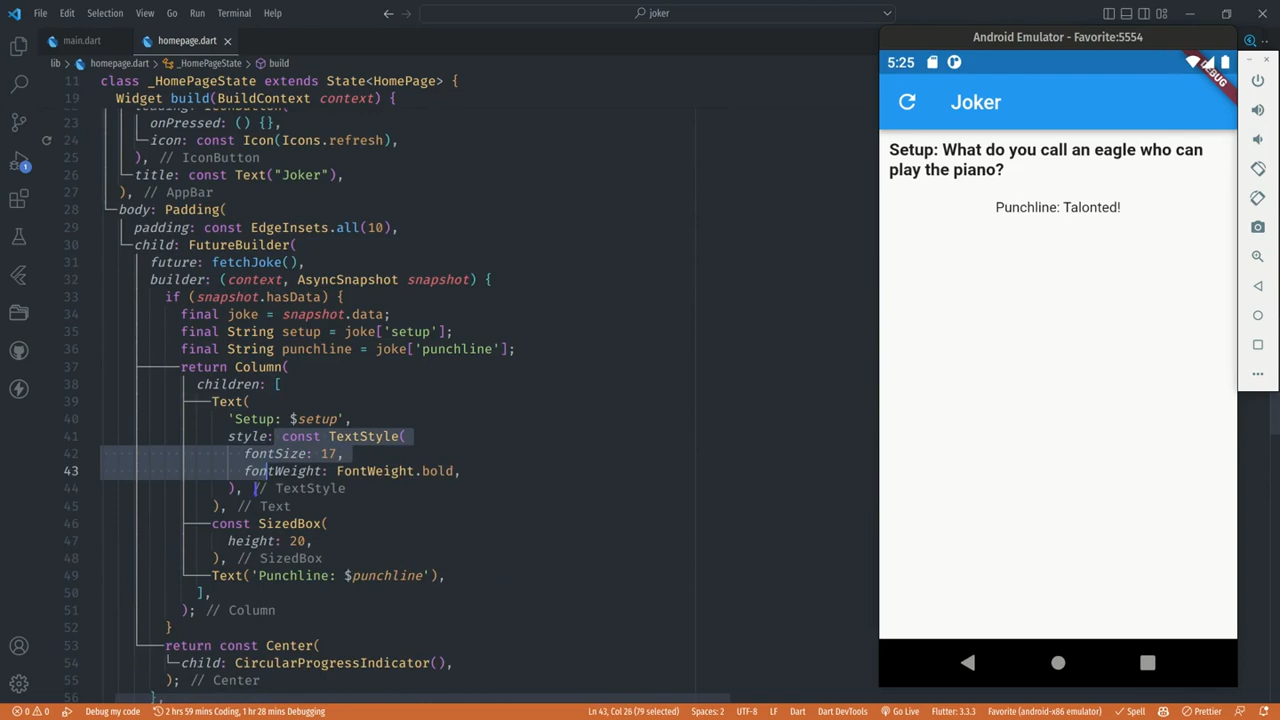 File Edit Selection View Go Run Terminal Help
joker
main.dart
homepage.dart
lib > homepage.dart > _HomePageState > build
11 class _HomePageState extends State<HomePage> {
19 Widget build(BuildContext context) {
23 onPressed: () {},
24 icon: const Icon(Icons.refresh),
25 ), // IconButton
26 title: const Text("Joker"),
27 ), // AppBar
28 body: Padding(
29 padding: const EdgeInsets.all(10),
30 child: FutureBuilder(
31 future: fetchJoke(),
32 builder: (context, AsyncSnapshot snapshot) {
33 if (snapshot.hasData) {
34 final joke = snapshot.data;
35 final String setup = joke['setup'];
36 final String punchline = joke['punchline'];
37 return Column(
38 children: [
39 Text(
40 'Setup: $setup',
41 style: const TextStyle(
42 fontSize: 17,
43 fontWeight: FontWeight.bold,
44 ), // TextStyle
45 ), // Text
46 const SizedBox(
47 height: 20,
48 ), // SizedBox
49 Text('Punchline: $punchline'),
50 ],
51 ); // Column
52 }
53 return const Center(
54 child: CircularProgressIndicator(),
55 ); // Center
56 },
1
Android Emulator - Favorite:5554
5:25
DEBUG
Joker
Setup: What do you call an eagle who can
play the piano?
Punchline: Talonted!
0 0 Debug my code 2 hrs 59 mins Coding, 1 hr 28 mins Debugging Ln 43, Col 26 (79 selected) Spaces: 2 UTF-8 LF Dart Dart DevTools Go Live Flutter: 3.3.3 Favorite (android-x86 emulator) Spell Prettier